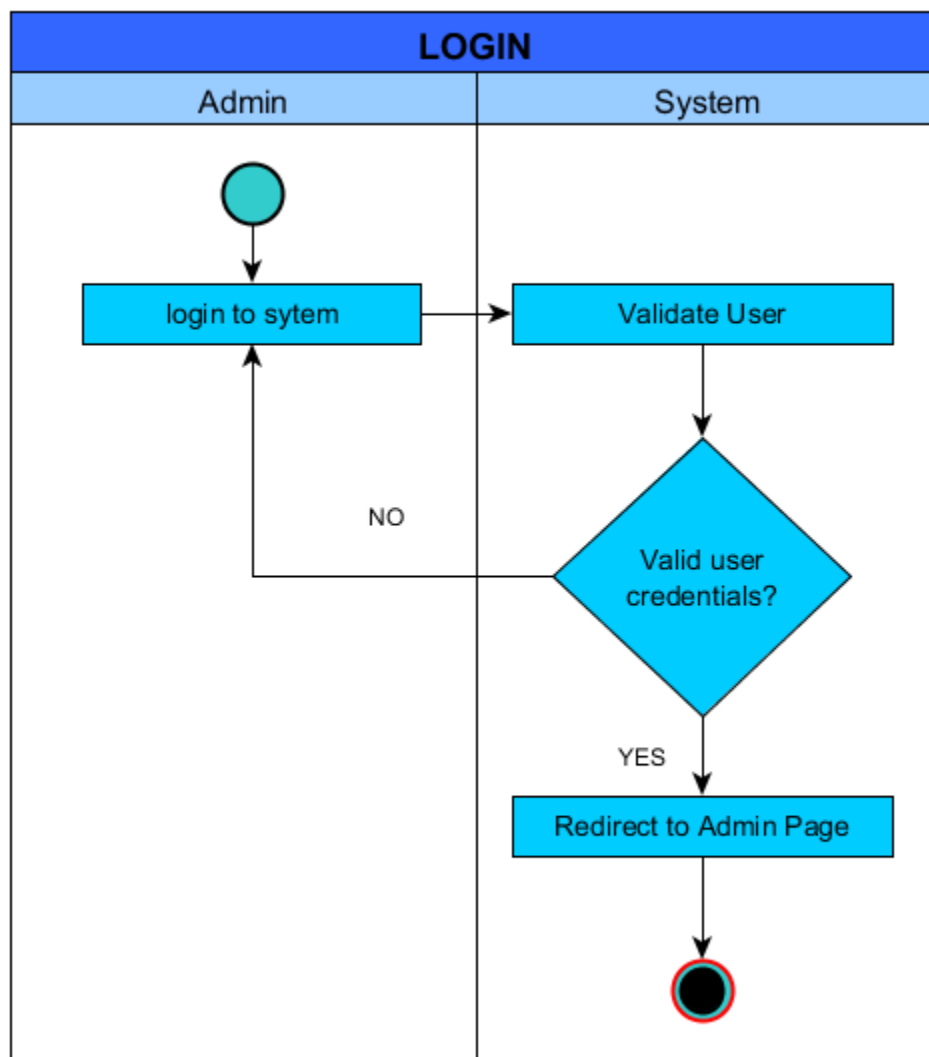 LOGIN
Admin
System
login to sytem
Validate User
NO
Valid user
credentials?
YES
Redirect to Admin Page